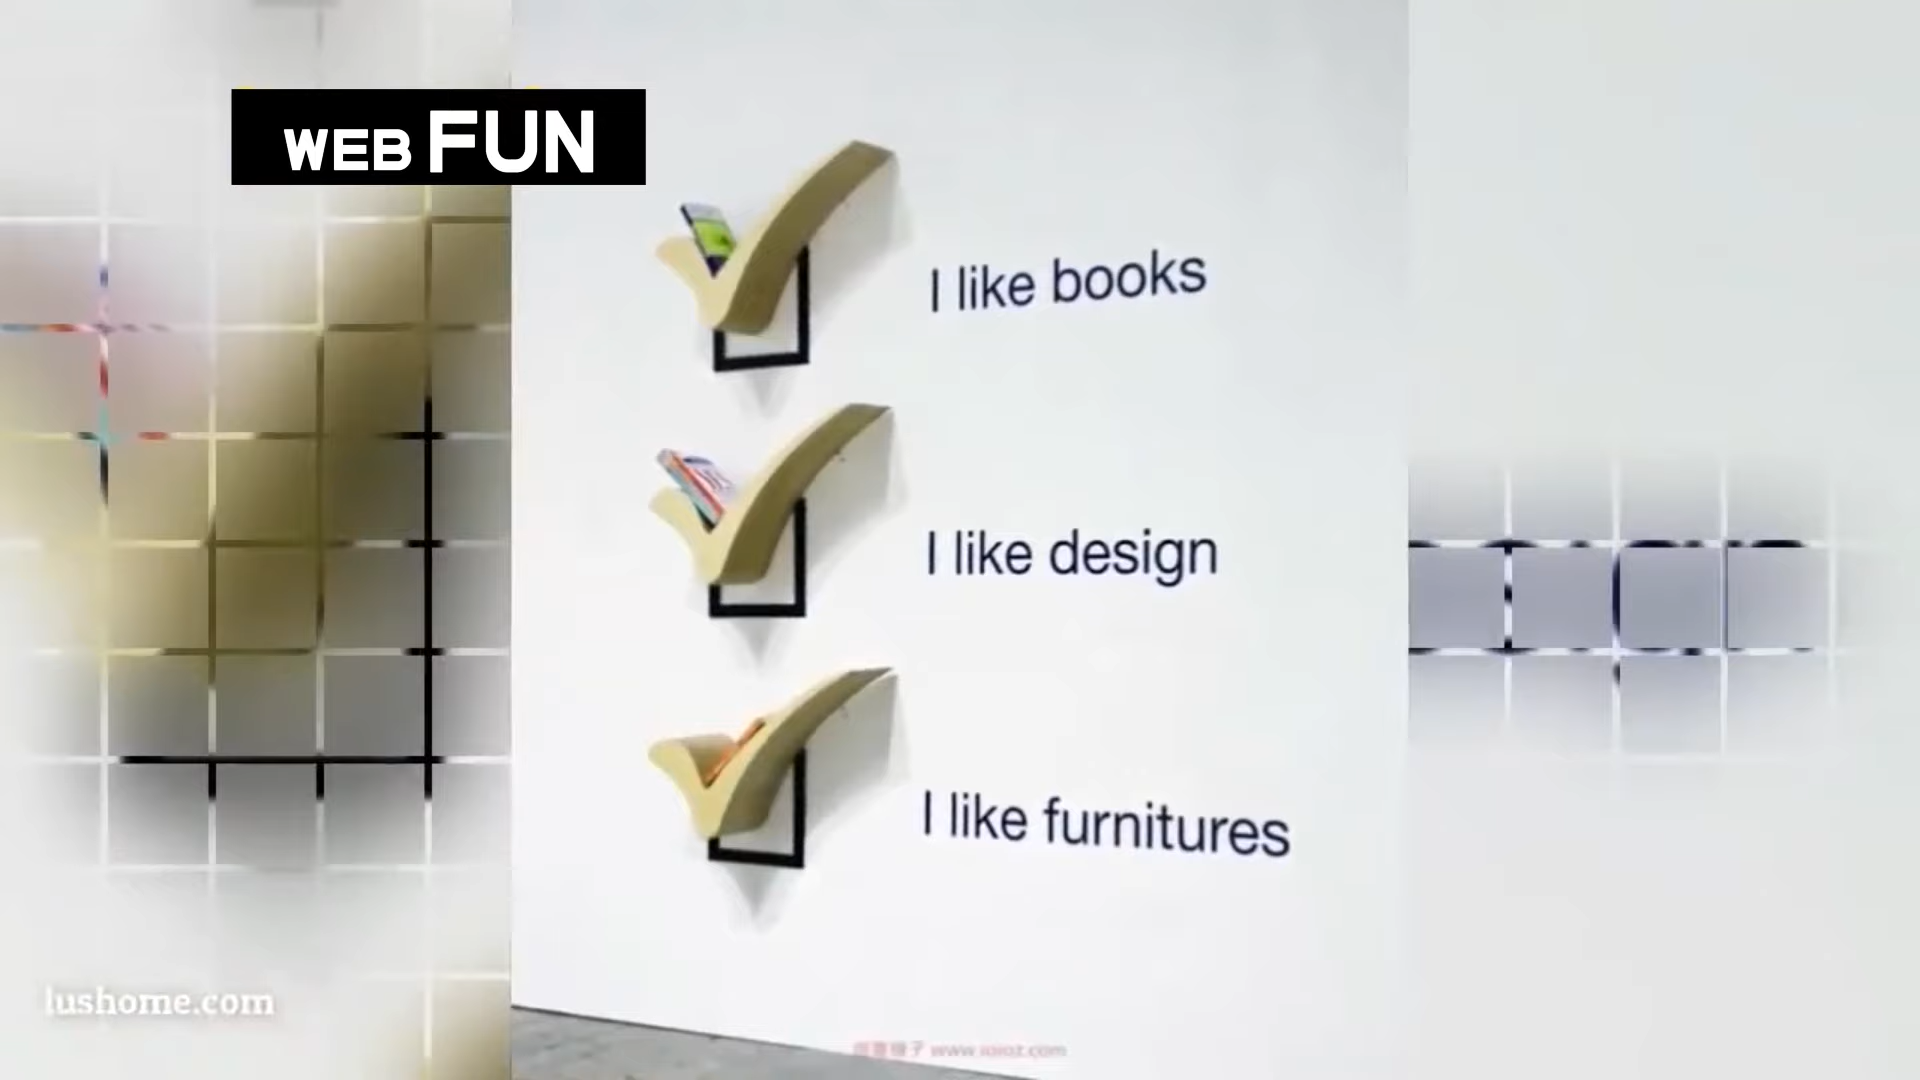 WEB FUN
I like books
I like design
I like furnitures
lushome.com